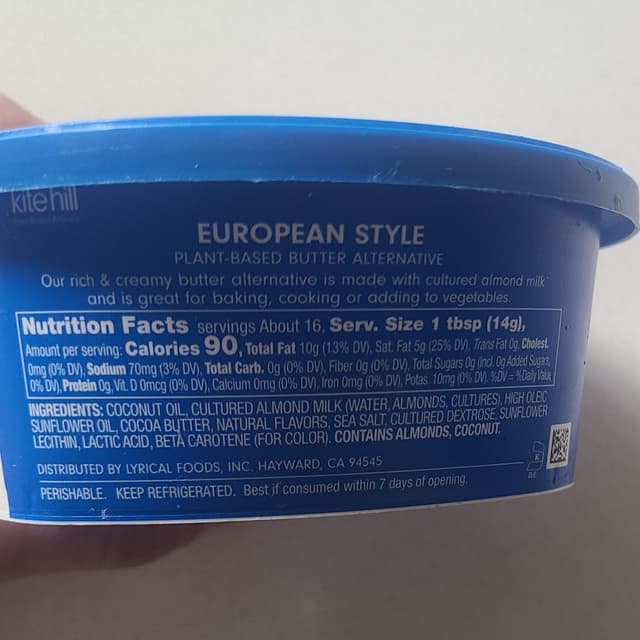 kite hill
EUROPEAN STYLE
PLANT-BASED BUTTER ALTERNATIVE
Our rich & creamy butter alternative is made with cultured almond milk
and is great for baking, cooking or adding to vegetables.
Nutrition Facts servings About 16, Serv. Size 1 tbsp (14g),
Amount per serving: Calories 90, Total Fat 10g (13% DV), Sat. Fat 5g (25% DV), Trans Fat 0g, Cholest.
0mg (0% DV), Sodium 70mg (3% DV), Total Carb. 0g (0% DV), Fiber 0g (0% DV), Total Sugars 0g (Incl. 0g Added Sugars,
0% DV), Protein 0g, Vit. D 0mcg (0% DV), Calcium 0mg (0% DV), Iron 0mg (0% DV), Potas. 10mg (0% DV). %DV = %Daily Value
INGREDIENTS: COCONUT OIL, CULTURED ALMOND MILK (WATER, ALMONDS, CULTURES), HIGH OLEIC
SUNFLOWER OIL, COCOA BUTTER, NATURAL FLAVORS, SEA SALT, CULTURED DEXTROSE, SUNFLOWER
LECITHIN, LACTIC ACID, BETA CAROTENE (FOR COLOR). CONTAINS ALMONDS, COCONUT.
DISTRIBUTED BY LYRICAL FOODS, INC. HAYWARD, CA 94545
K
D.E.
PERISHABLE. KEEP REFRIGERATED. Best if consumed within 7 days of opening.